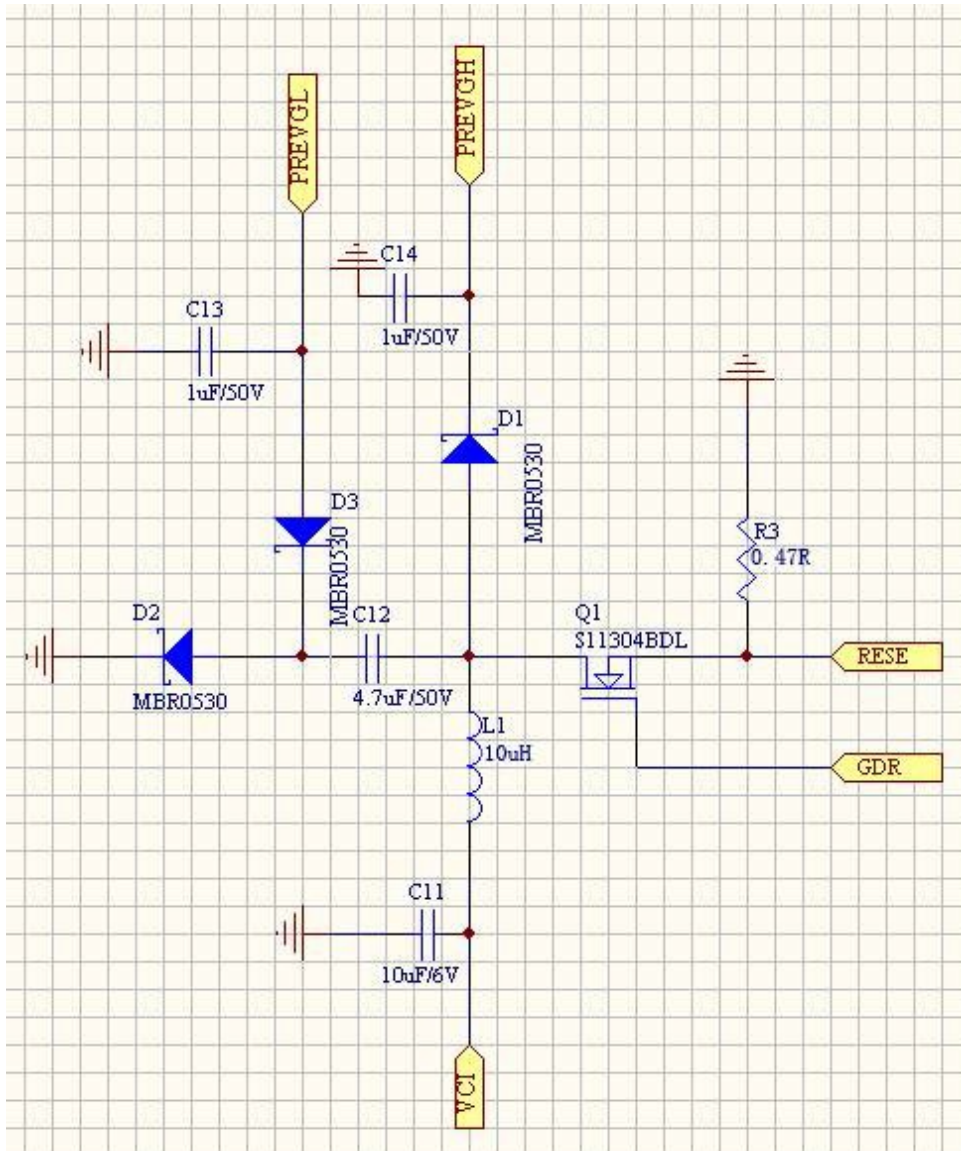 PREVGL
PREVGH
C14
1uF/50V
C13
1uF/50V
D1
MBR0530
D3
MBR0530
R3
0.47R
D2
MBR0530
C12
4.7uF/50V
Q1
S11304BDL
RESE
L1
10uH
GDR
C11
10uF/6V
VCI